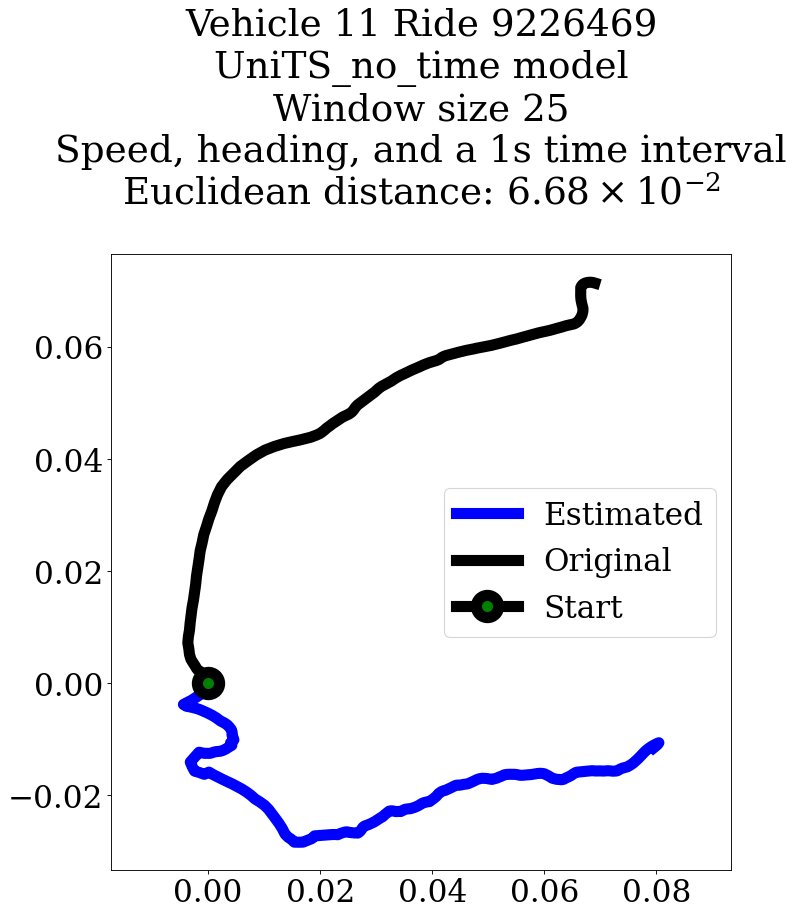 Vehicle 11 Ride 9226469
UniTS_no_time model
Window size 25
Speed, heading, and a 1s time interval
Euclidean distance: 6.68 × 10⁻²
0.06
0.04
0.02
0.00
−0.02
Estimated
Original
Start
0.00 0.02 0.04 0.06 0.08